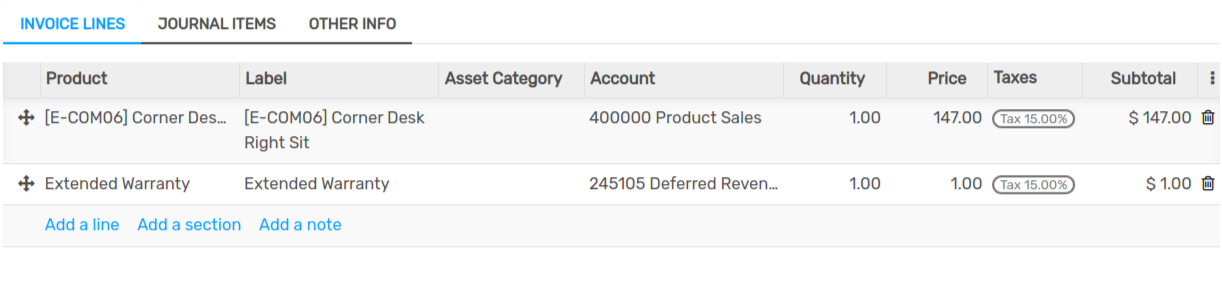 INVOICE LINES JOURNAL ITEMS OTHER INFO
Product Label Asset Category Account Quantity Price Taxes Subtotal
[E-COM06] Corner Des... [E-COM06] Corner Desk 400000 Product Sales 1.00 147.00 Tax 15.00% $ 147.00
Right Sit
Extended Warranty Extended Warranty 245105 Deferred Reven... 1.00 1.00 Tax 15.00% $ 1.00
Add a line Add a section Add a note